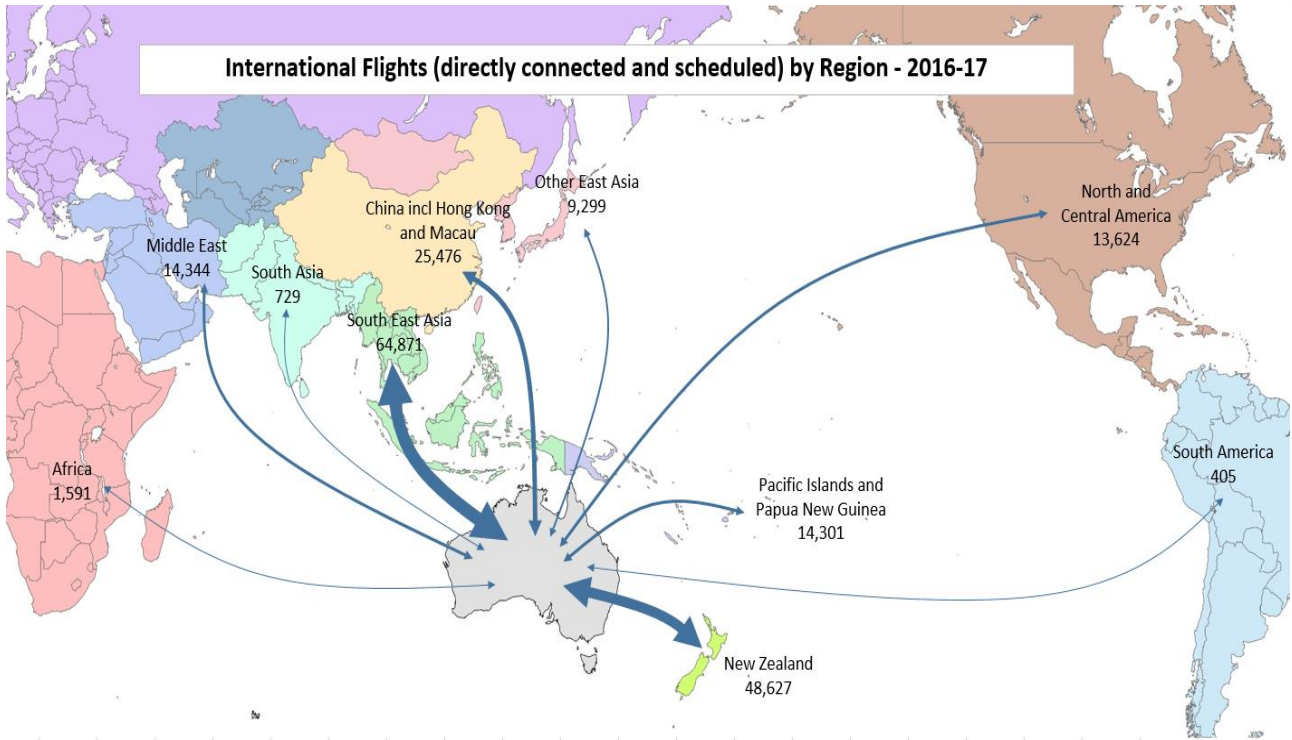 International Flights (directly connected and scheduled) by Region - 2016-17
Other East Asia
9,299
North and
Central America
13,624
China incl Hong Kong
and Macau
25,476
Middle East
14,344
South Asia
729
South East Asia
64,871
Africa
1,591
South America
405
Pacific Islands and
Papua New Guinea
14,301
New Zealand
48,627